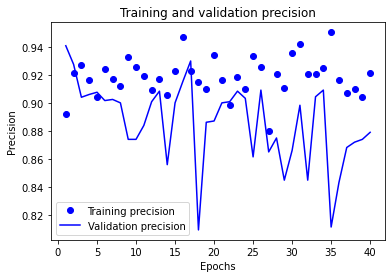 Training and validation precision
Precision
0.94
0.92
0.90
0.88
0.86
0.84
0.82
Training precision
Validation precision
0 5 10 15 20 25 30 35 40
Epochs